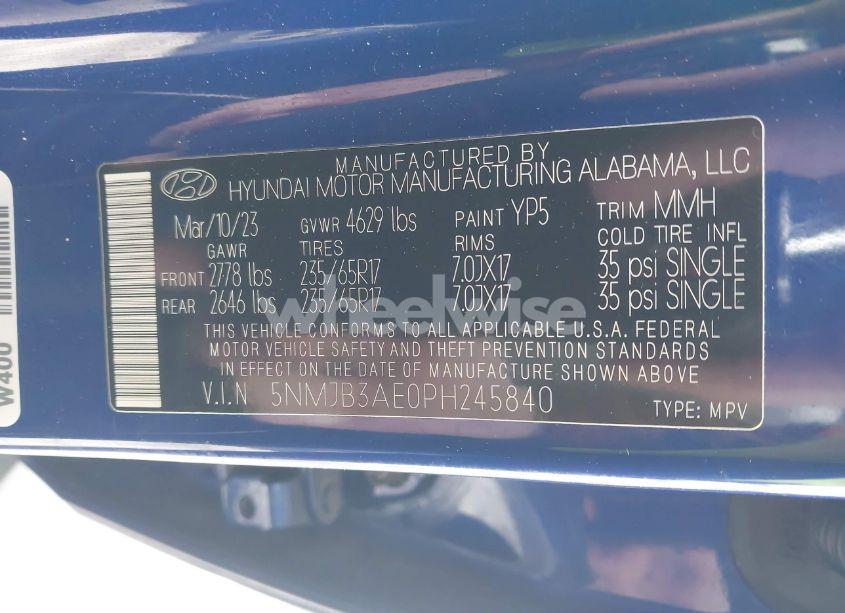 MANUFACTURED BY
HYUNDAI MOTOR MANUFACTURING ALABAMA, LLC
Mar/10/23 GVWR 4629 lbs PAINT YP5 TRIM MMH
GAWR TIRES RIMS COLD TIRE INFL
FRONT 2778 lbs 235/65R17 7.0JX17 35 psi SINGLE
REAR 2646 lbs 235/65R17 7.0JX17 35 psi SINGLE
THIS VEHICLE CONFORMS TO ALL APPLICABLE U.S.A. FEDERAL
MOTOR VEHICLE SAFETY AND THEFT PREVENTION STANDARDS
IN EFFECT ON THE DATE OF MANUFACTURE SHOWN ABOVE.
V.I.N 5NMJB3AE0PH245840 TYPE: MPV
W400
wheelwise